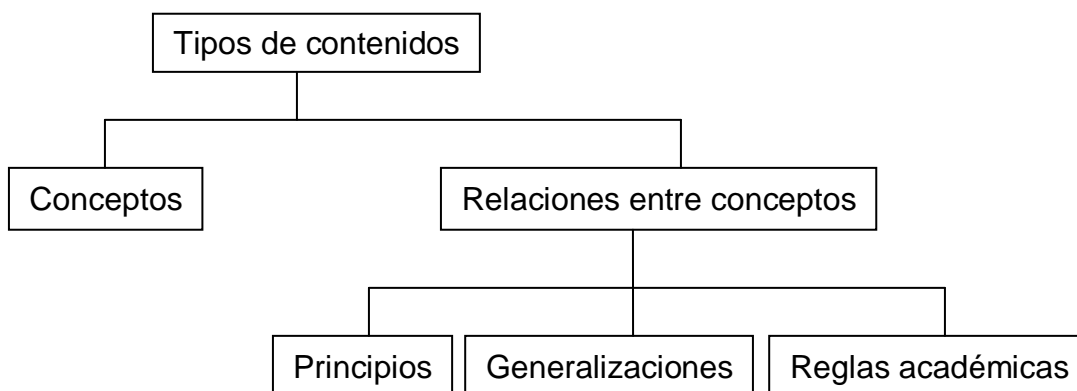 Tipos de contenidos
Conceptos
Relaciones entre conceptos
Principios
Generalizaciones
Reglas académicas